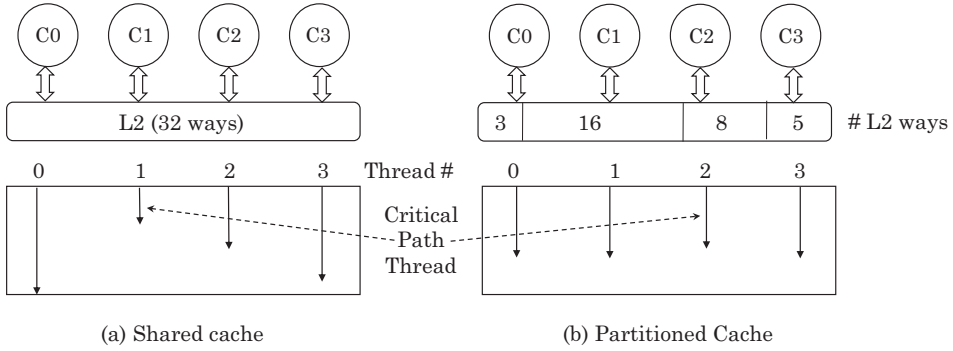 C0 C1 C2 C3
L2 (32 ways)
0 1 2 3 Thread #
C0 C1 C2 C3
3 16 8 5 # L2 ways
0 1 2 3
Critical
Path
Thread
(a) Shared cache
(b) Partitioned Cache